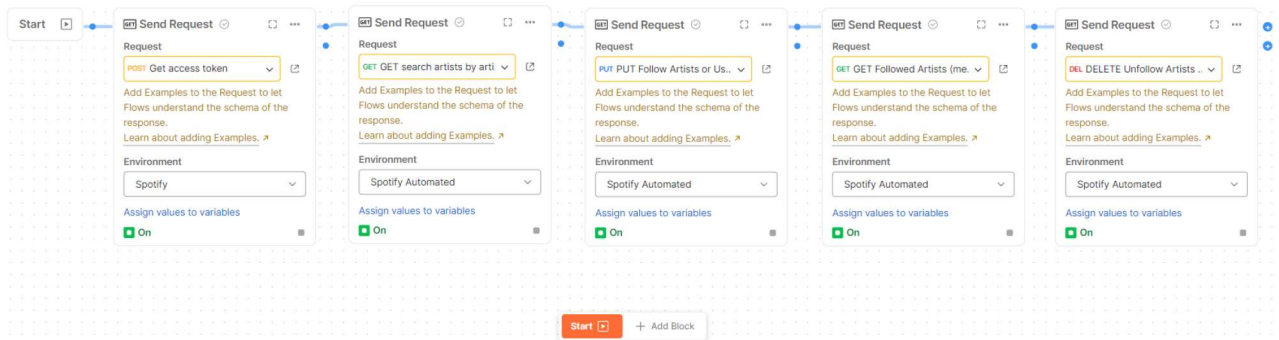 Start
GET Send Request
Request
POST Get access token
Add Examples to the Request to let
Flows understand the schema of the
response.
Learn about adding Examples. ↗
Environment
Spotify
Assign values to variables
On
GET Send Request
Request
GET GET search artists by arti
Add Examples to the Request to let
Flows understand the schema of the
response.
Learn about adding Examples. ↗
Environment
Spotify Automated
Assign values to variables
On
GET Send Request
Request
PUT PUT Follow Artists or Us..
Add Examples to the Request to let
Flows understand the schema of the
response.
Learn about adding Examples. ↗
Environment
Spotify Automated
Assign values to variables
On
GET Send Request
Request
GET GET Followed Artists (me..
Add Examples to the Request to let
Flows understand the schema of the
response.
Learn about adding Examples. ↗
Environment
Spotify Automated
Assign values to variables
On
GET Send Request
Request
DEL DELETE Unfollow Artists ..
Add Examples to the Request to let
Flows understand the schema of the
response.
Learn about adding Examples. ↗
Environment
Spotify Automated
Assign values to variables
On
Start
+ Add Block